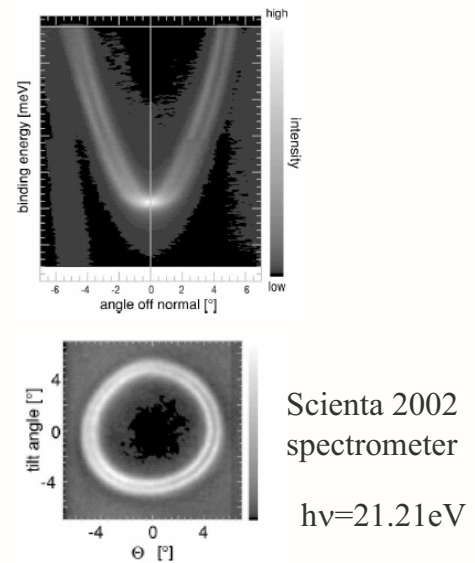 high
binding energy [meV]
intensity
low
-6 -4 -2 0 2 4 6
angle off normal [°]
tilt angle [°]
4
0
-4
-4 0 4
Θ [°]
Scienta 2002
spectrometer
hν=21.21eV